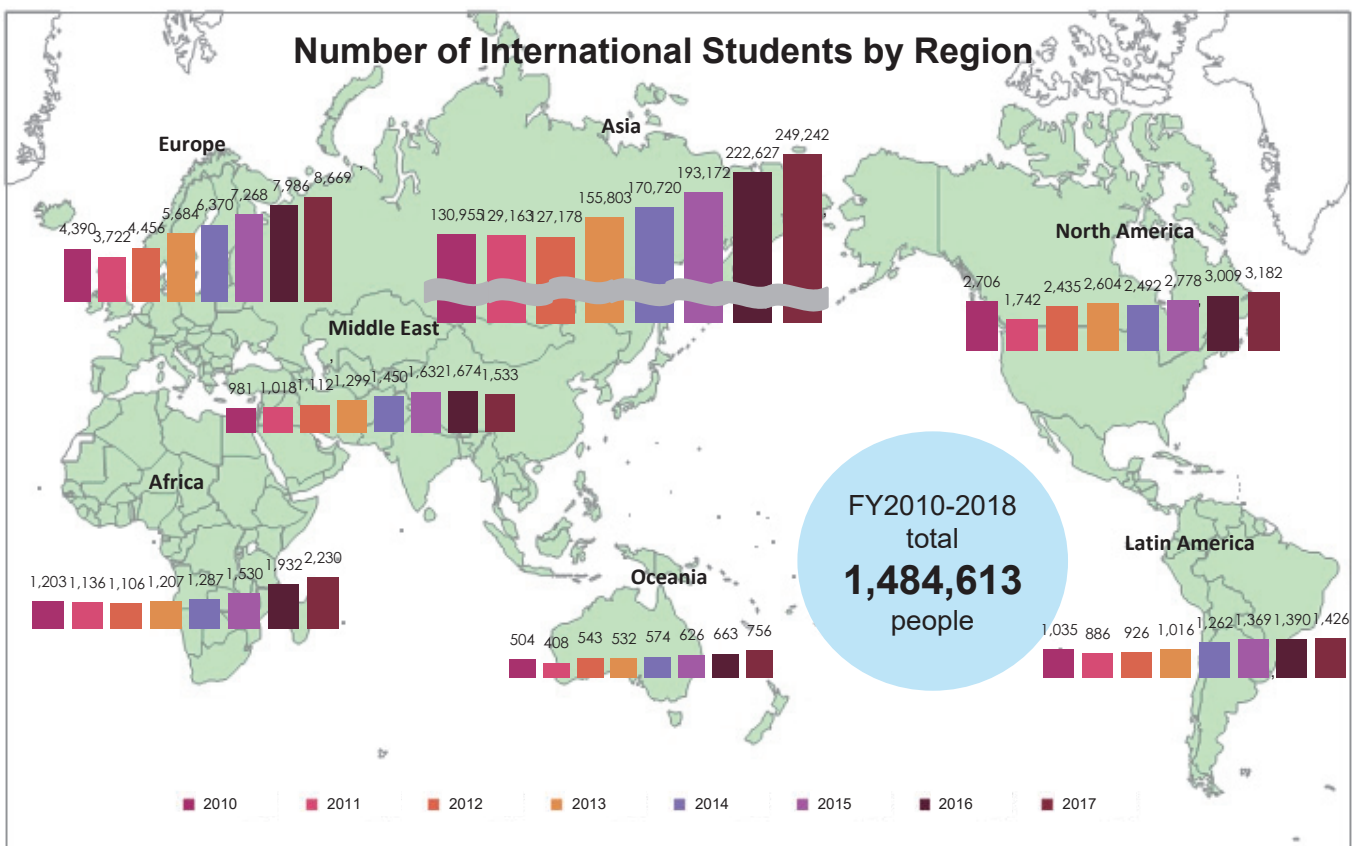 Number of International Students by Region
Europe
4,390 3,722 4,456 5,684 6,370 7,268 7,986 8,669
Asia
130,955 129,163 127,178 155,803 170,720 193,172 222,627 249,242
North America
2,706 1,742 2,435 2,604 2,492 2,778 3,009 3,182
Middle East
981 1,018 1,112 1,299 1,450 1,632 1,674 1,533
Africa
1,203 1,136 1,106 1,207 1,287 1,530 1,932 2,230
Oceania
504 408 543 532 574 626 663 756
FY2010-2018
total
1,484,613
people
Latin America
1,035 886 926 1,016 1,262 1,369 1,390 1,426
2010 2011 2012 2013 2014 2015 2016 2017